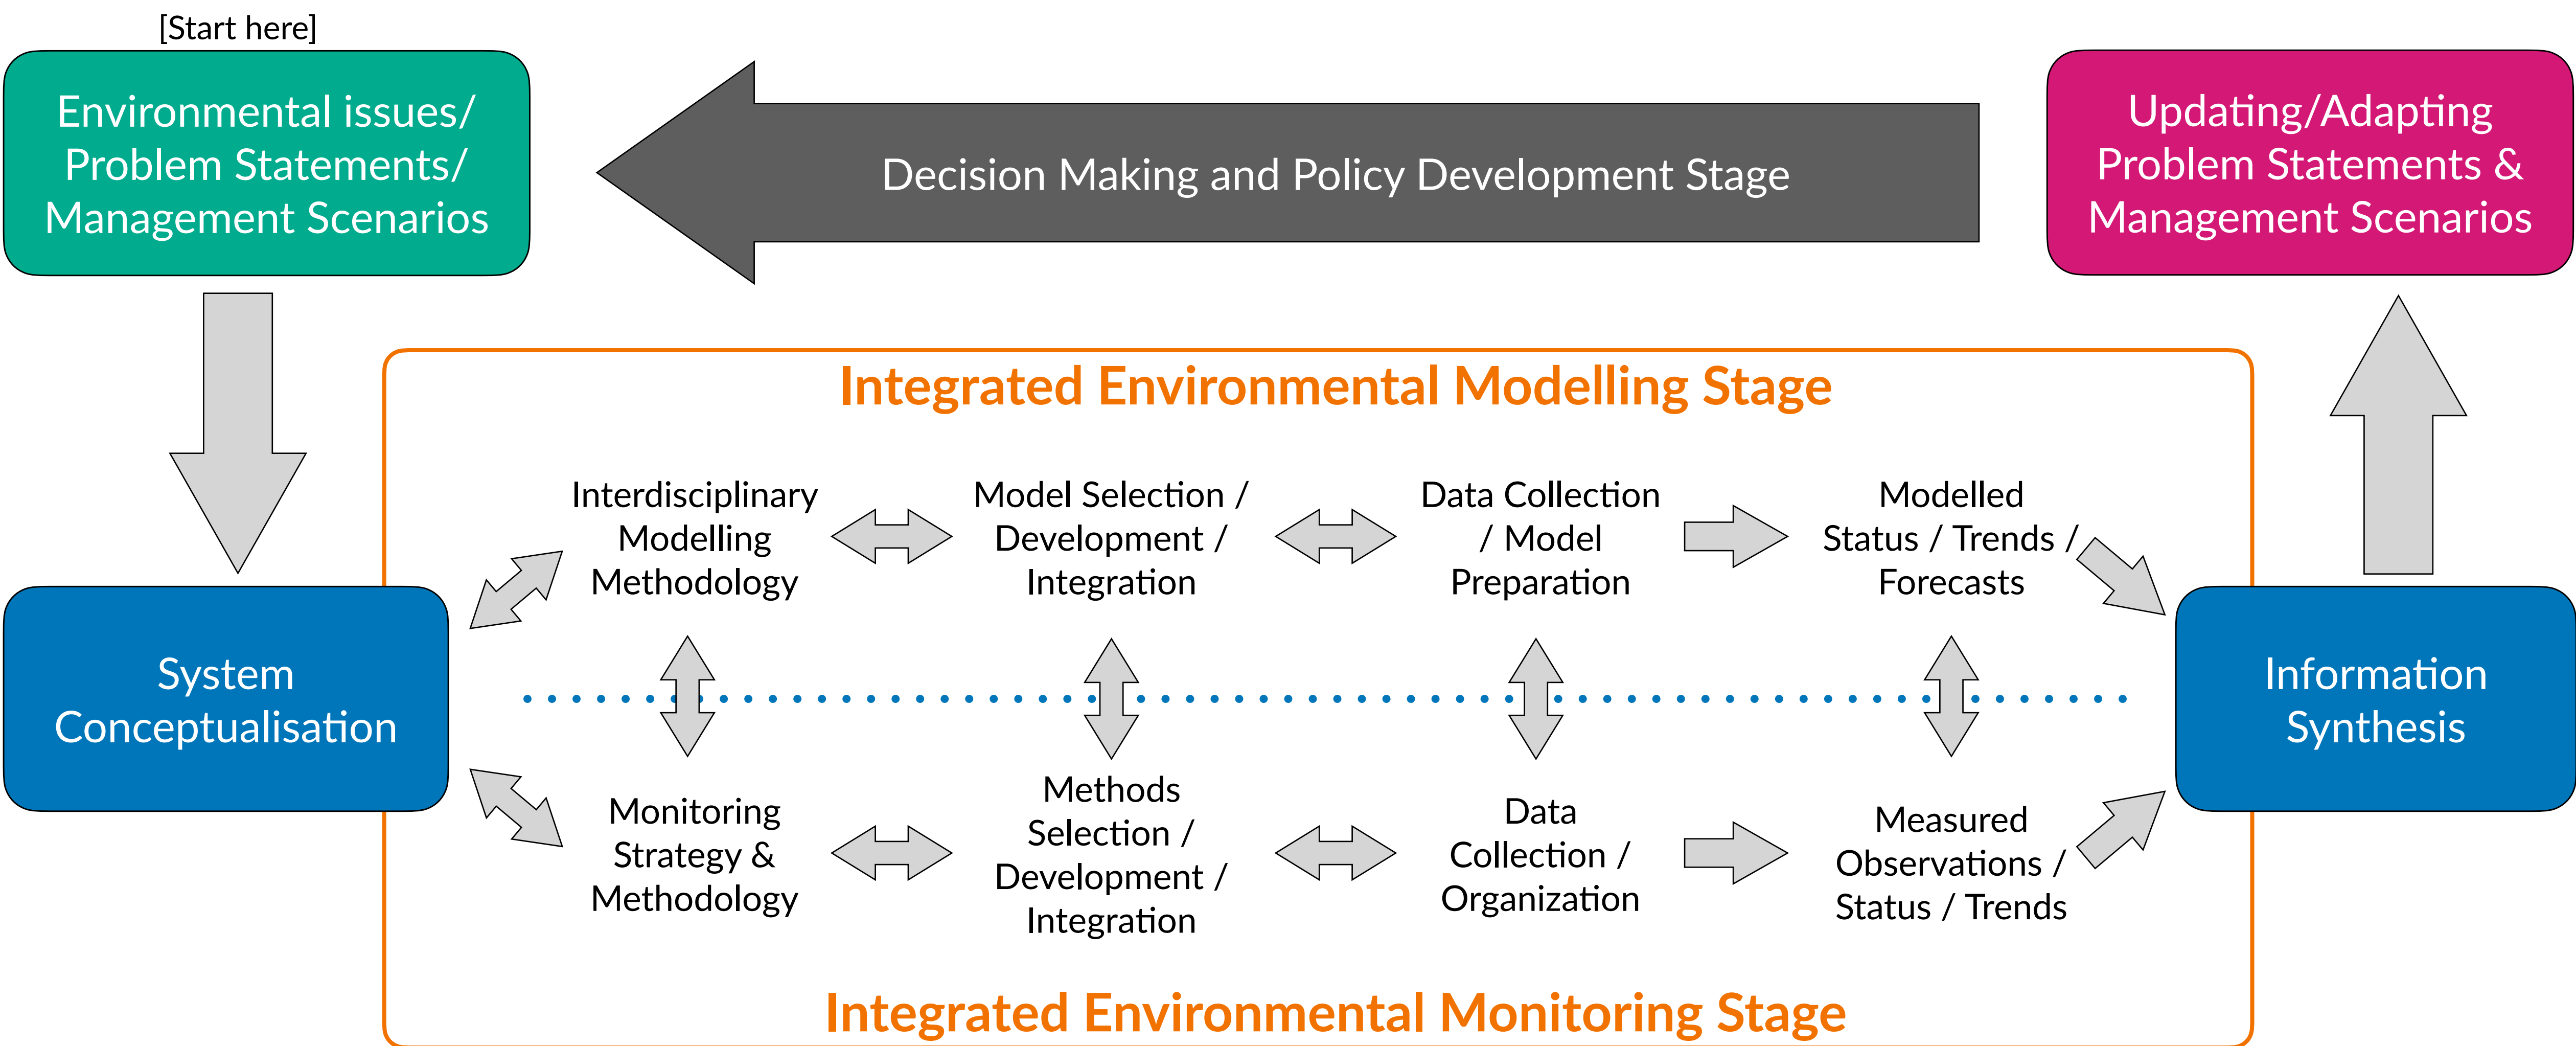 [Start here]
Environmental issues/
Problem Statements/
Management Scenarios
Decision Making and Policy Development Stage
Updating/Adapting
Problem Statements &
Management Scenarios
Integrated Environmental Modelling Stage
Interdisciplinary
Modelling
Methodology
Model Selection /
Development /
Integration
Data Collection
/ Model
Preparation
Modelled
Status / Trends /
Forecasts
System
Conceptualisation
Information
Synthesis
Monitoring
Strategy &
Methodology
Methods
Selection /
Development /
Integration
Data
Collection /
Organization
Measured
Observations /
Status / Trends
Integrated Environmental Monitoring Stage